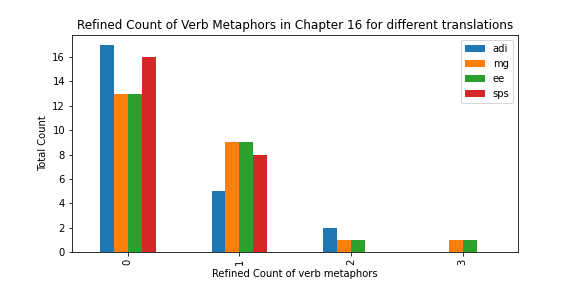 Refined Count of Verb Metaphors in Chapter 16 for different translations
adi
mg
ee
sps
Total Count
16
14
12
10
8
6
4
2
0
0
1
2
3
Refined Count of verb metaphors